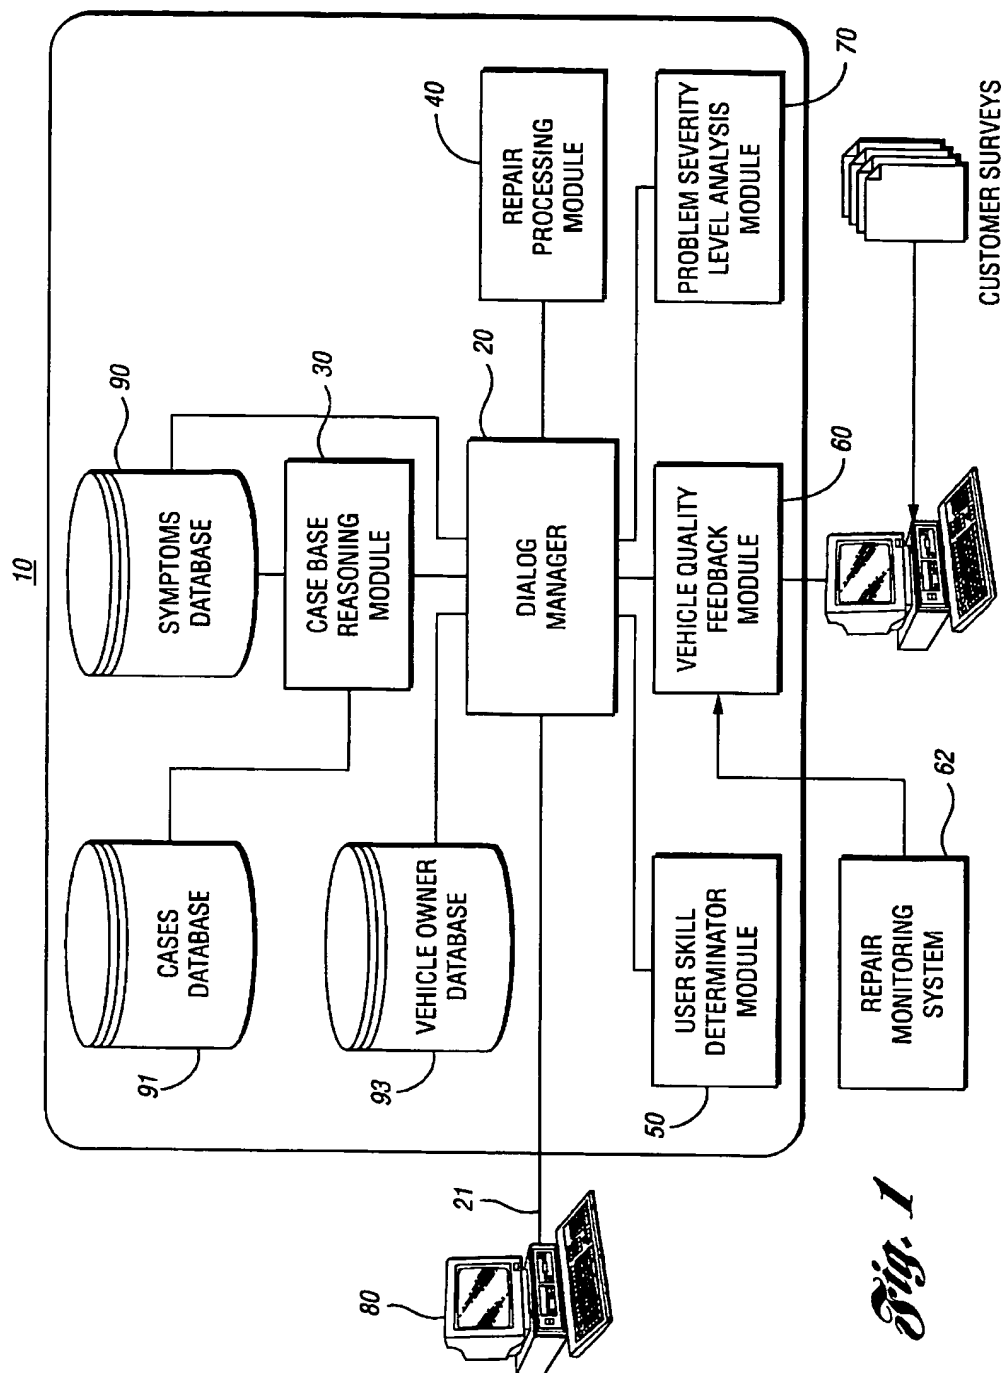 10
90
SYMPTOMS
DATABASE
91
CASES
DATABASE
30
CASE BASE
REASONING
MODULE
40
REPAIR
PROCESSING
MODULE
93
VEHICLE OWNER
DATABASE
20
DIALOG
MANAGER
80
21
50
USER SKILL
DETERMINATOR
MODULE
60
VEHICLE QUALITY
FEEDBACK
MODULE
70
PROBLEM SEVERITY
LEVEL ANALYSIS
MODULE
62
REPAIR
MONITORING
SYSTEM
CUSTOMER SURVEYS
Fig. 1